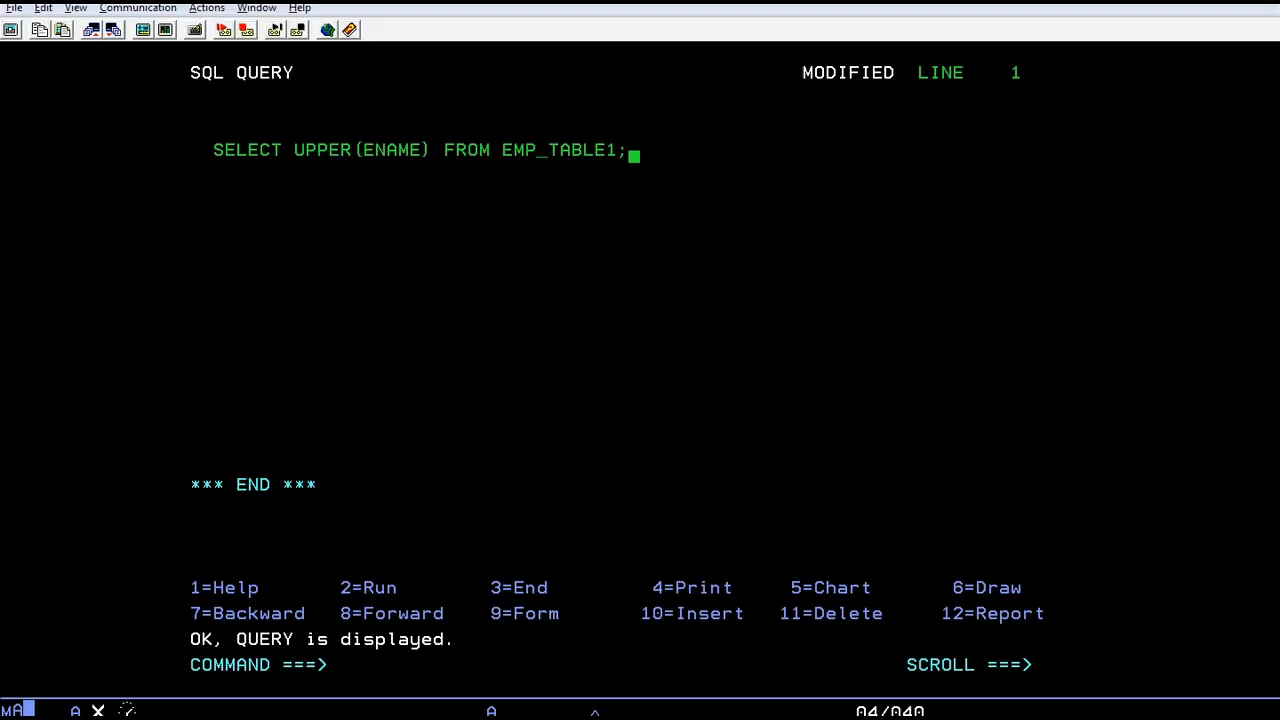 File Edit View Communication Actions Window Help
SQL QUERY MODIFIED LINE 1
SELECT UPPER(ENAME) FROM EMP_TABLE1;
*** END ***
1=Help 2=Run 3=End 4=Print 5=Chart 6=Draw
7=Backward 8=Forward 9=Form 10=Insert 11=Delete 12=Report
OK, QUERY is displayed.
COMMAND ===> SCROLL ===>
MA A X A ^ 04/040